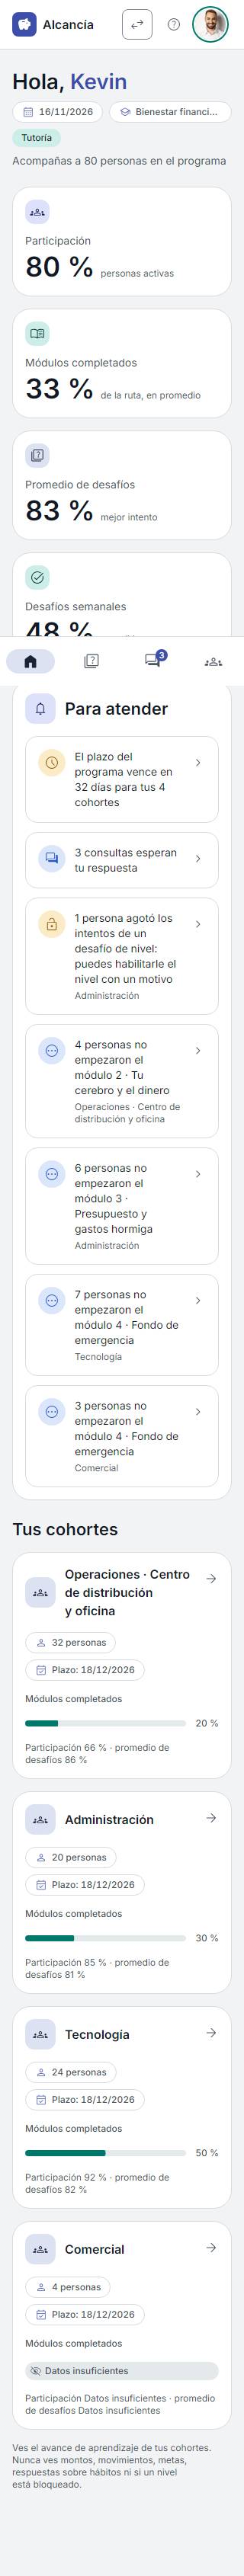 Alcancía
Hola, Kevin
16/11/2026
Bienestar financi...
Tutoría
Acompañas a 80 personas en el programa
Participación
80 % personas activas
Módulos completados
33 % de la ruta, en promedio
Promedio de desafíos
83 % mejor intento
Desafíos semanales
48 %
3
Para atender
El plazo del
programa vence en
32 días para tus 4
cohortes
3 consultas esperan
tu respuesta
1 persona agotó los
intentos de un
desafío de nivel:
puedes habilitarle el
nivel con un motivo
Administración
4 personas no
empezaron el
módulo 2 · Tu
cerebro y el dinero
Operaciones · Centro de
distribución y oficina
6 personas no
empezaron el
módulo 3 ·
Presupuesto y
gastos hormiga
Administración
7 personas no
empezaron el
módulo 4 · Fondo de
emergencia
Tecnología
3 personas no
empezaron el
módulo 4 · Fondo de
emergencia
Comercial
Tus cohortes
Operaciones · Centro
de distribución
y oficina
32 personas
Plazo: 18/12/2026
Módulos completados
20 %
Participación 66 % · promedio de
desafíos 86 %
Administración
20 personas
Plazo: 18/12/2026
Módulos completados
30 %
Participación 85 % · promedio de
desafíos 81 %
Tecnología
24 personas
Plazo: 18/12/2026
Módulos completados
50 %
Participación 92 % · promedio de
desafíos 82 %
Comercial
4 personas
Plazo: 18/12/2026
Módulos completados
Datos insuficientes
Participación Datos insuficientes · promedio
de desafíos Datos insuficientes
Ves el avance de aprendizaje de tus cohortes.
Nunca ves montos, movimientos, metas,
respuestas sobre hábitos ni si un nivel
está bloqueado.